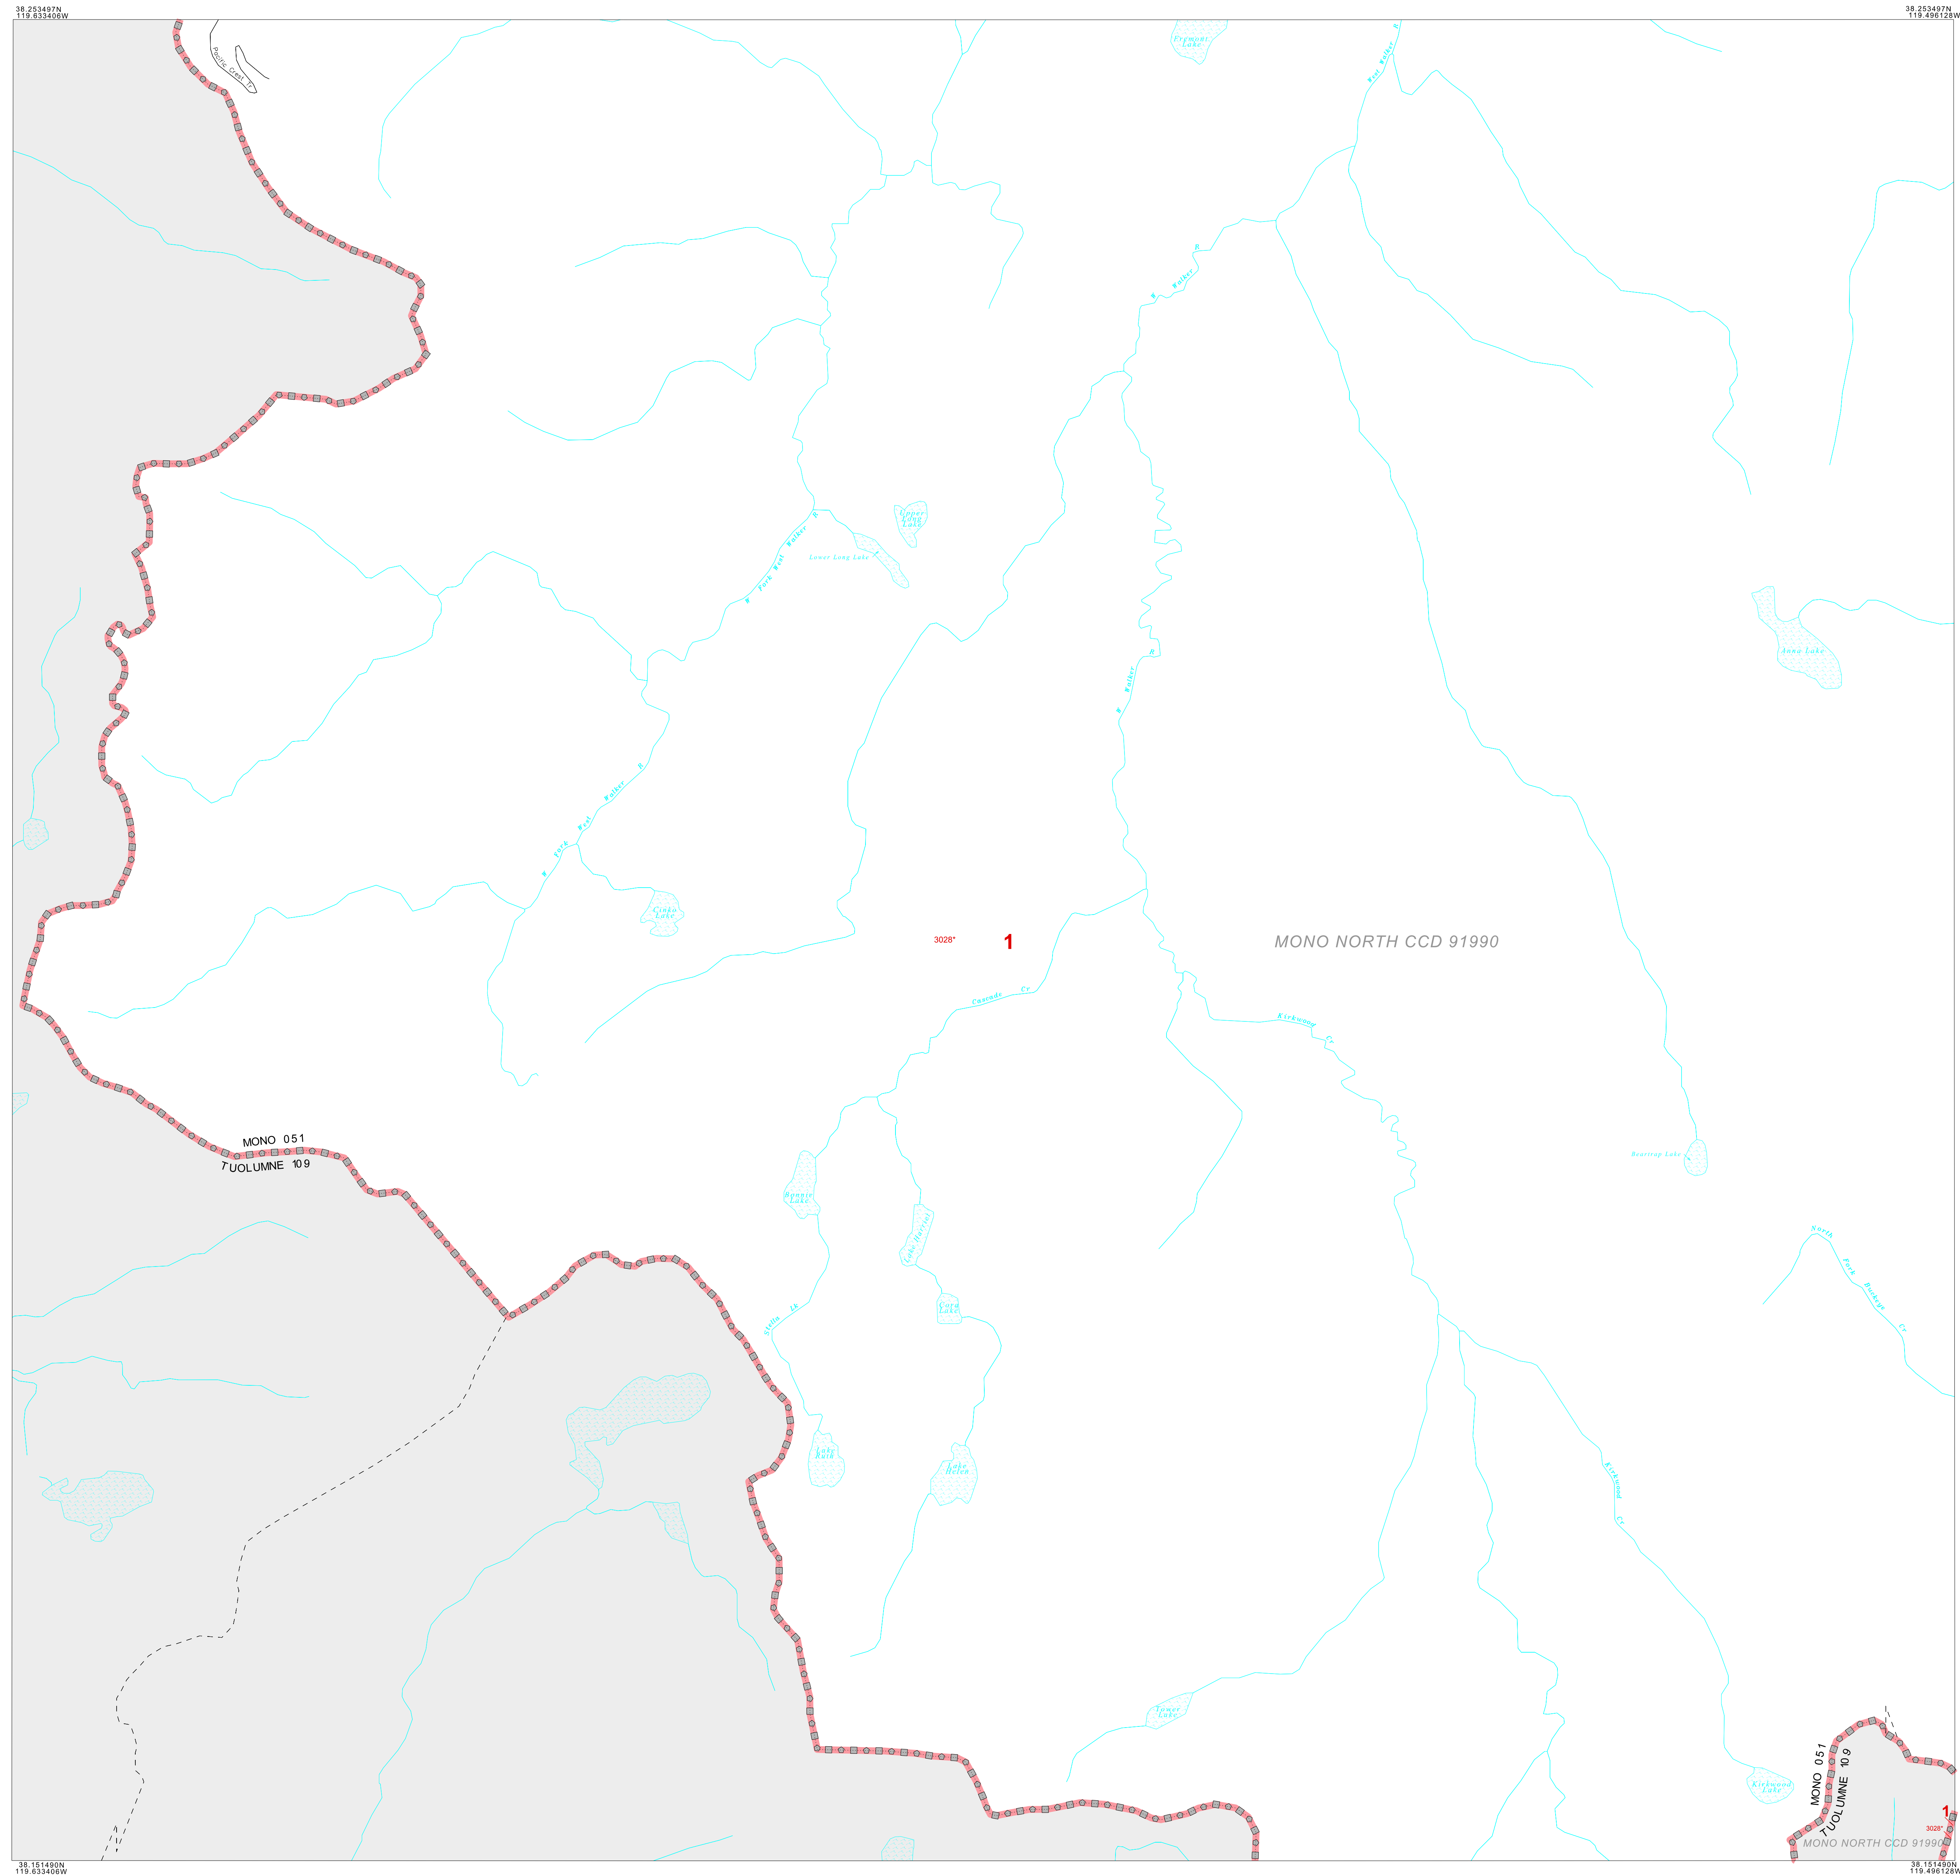 38.253497N
119.633406W
38.253497N
119.496128W
Pacific Crest Tr
Fremont
Lake
West Walker R
W Walker R
Upper
Long
Lake
Lower Long Lake
W Fork West Walker R
Anna Lake
W Walker R
W Fork West Walker R
Cinko
Lake
3028*
1
MONO NORTH CCD 91990
Cascade Cr
Kirkwood Cr
MONO 051
TUOLUMNE 109
Beartrap Lake
Bonnie
Lake
Lake Harriet
North Fork Buckeye Cr
Stella Lk
Cora
Lake
Lake
Ruth
Lake
Helen
Kirkwood Cr
Tower
Lake
MONO 051
TUOLUMNE 109
Kirkwood
Lake
1
3028*
MONO NORTH CCD 91990
38.151490N
119.633406W
38.151490N
119.496128W